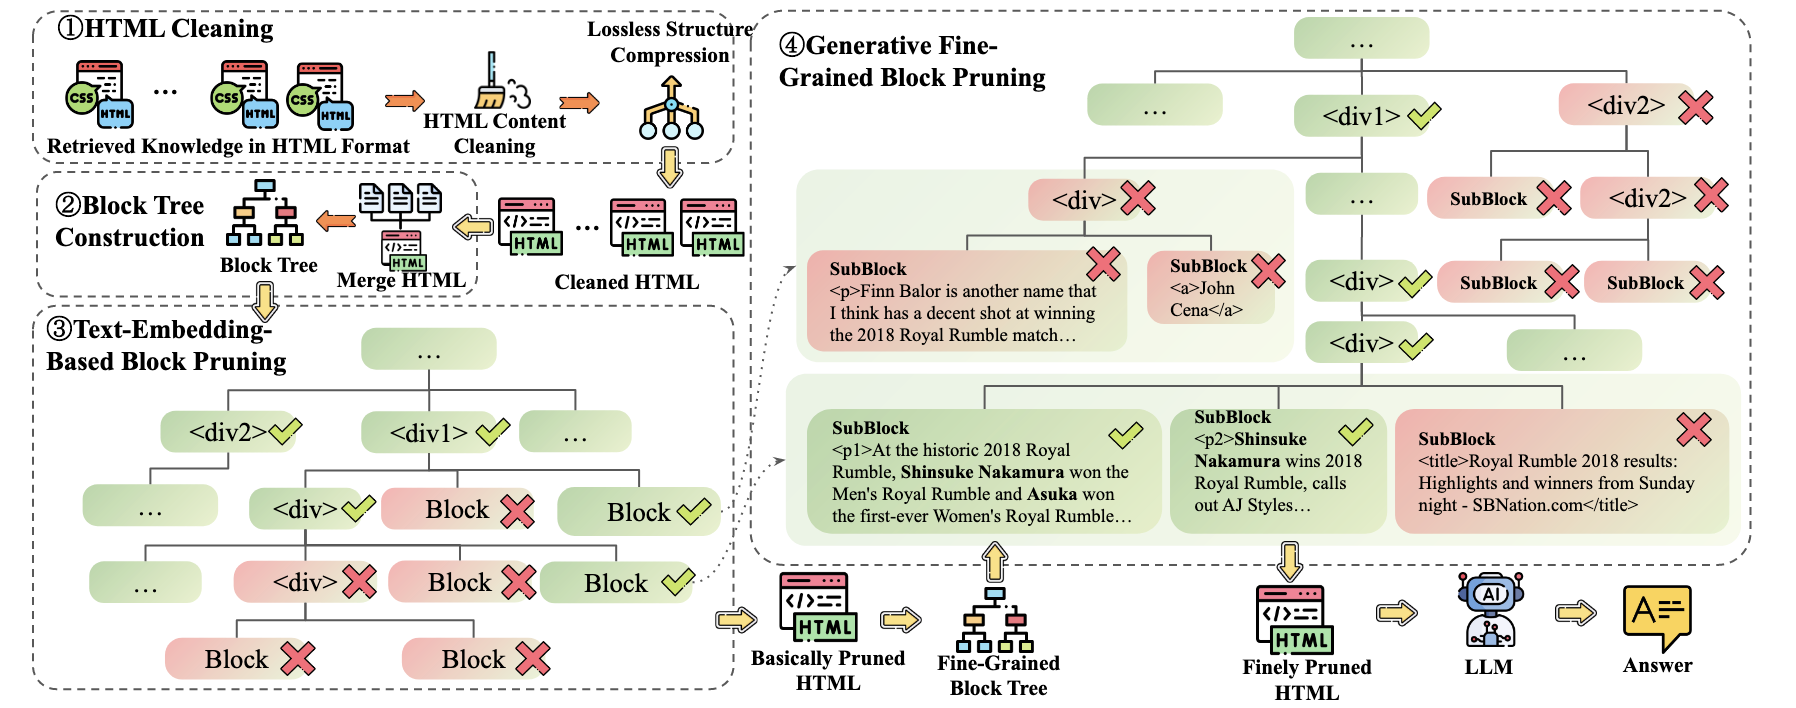 ①HTML Cleaning
CSS
HTML
...
CSS
HTML
CSS
HTML
Retrieved Knowledge in HTML Format
HTML Content
Cleaning
Lossless Structure
Compression
②Block Tree
Construction
Block Tree
HTML
Merge HTML
</>
HTML
...
</>
HTML
</>
HTML
Cleaned HTML
③Text-Embedding-
Based Block Pruning
...
<div2>
<div1>
...
...
<div>
Block
Block
...
<div>
Block
Block
Block
Block
</>
HTML
Basically Pruned
HTML
Fine-Grained
Block Tree
④Generative Fine-
Grained Block Pruning
...
...
<div1>
<div2>
<div>
...
SubBlock
<div2>
SubBlock
<p>Finn Balor is another name that
I think has a decent shot at winning
the 2018 Royal Rumble match…
SubBlock
<a>John
Cena</a>
<div>
SubBlock
SubBlock
<div>
...
SubBlock
<p1>At the historic 2018 Royal
Rumble, Shinsuke Nakamura won the
Men's Royal Rumble and Asuka won
the first-ever Women's Royal Rumble…
SubBlock
<p2>Shinsuke
Nakamura wins 2018
Royal Rumble, calls
out AJ Styles…
SubBlock
<title>Royal Rumble 2018 results:
Highlights and winners from Sunday
night - SBNation.com</title>
</>
HTML
Finely Pruned
HTML
AI
LLM
A
Answer